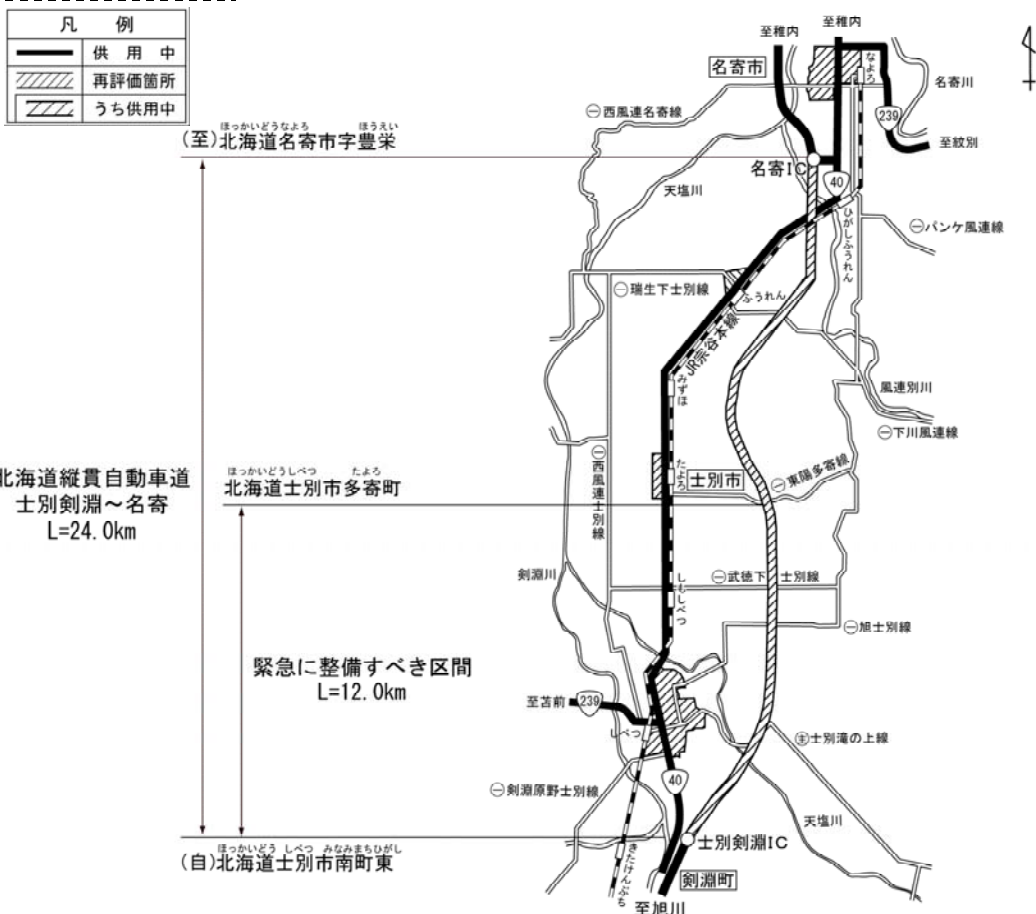 凡例
供用中
再評価箇所
うち供用中
至稚内
至稚内
名寄市
なよろ
名寄川
㊀西風連名寄線
239
至紋別
ほっかいどうなよろ ほうえい
(至)北海道名寄市字豊栄
名寄IC
40
天塩川
ひがしふうれん
㊀パンケ風連線
㊀瑞生下士別線
ふうれん
JR宗谷本線
みずほ
風連別川
㊀下川風連線
北海道縦貫自動車道
士別剣淵～名寄
L=24.0km
ほっかいどうしべつ たよろ
北海道士別市多寄町
㊀西風連士別線
たよろ
士別市
㊀東陽多寄線
剣淵川
しもしべつ
㊀武徳下士別線
㊀旭士別線
緊急に整備すべき区間
L=12.0km
至苫前
239
しべつ
㊤士別滝の上線
40
㊀剣淵原野士別線
天塩川
士別剣淵IC
ほっかいどう しべつ みなみまちひがし
(自)北海道士別市南町東
きたけんぶち
剣淵町
至旭川